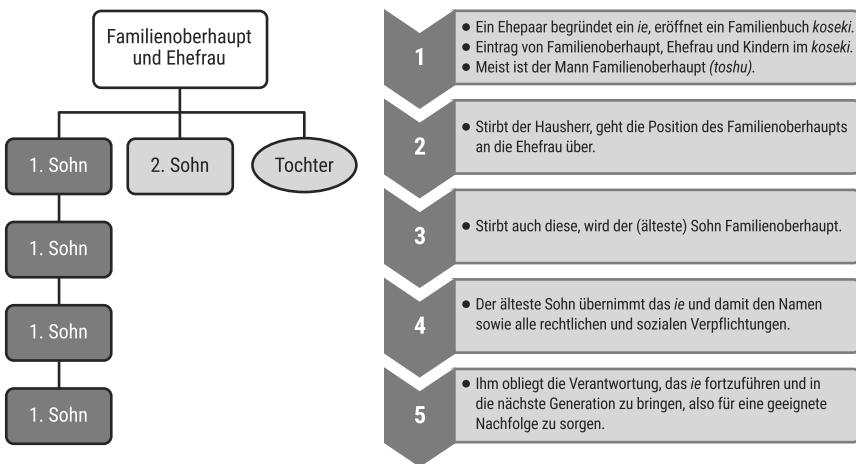 Familienoberhaupt
und Ehefrau
1. Sohn
2. Sohn
Tochter
1. Sohn
1. Sohn
1. Sohn
1
● Ein Ehepaar begründet ein ie, eröffnet ein Familienbuch koseki.
● Eintrag von Familienoberhaupt, Ehefrau und Kindern im koseki.
● Meist ist der Mann Familienoberhaupt (toshu).
2
● Stirbt der Hausherr, geht die Position des Familienoberhaupts
an die Ehefrau über.
3
● Stirbt auch diese, wird der (älteste) Sohn Familienoberhaupt.
4
● Der älteste Sohn übernimmt das ie und damit den Namen
sowie alle rechtlichen und sozialen Verpflichtungen.
5
● Ihm obliegt die Verantwortung, das ie fortzuführen und in
die nächste Generation zu bringen, also für eine geeignete
Nachfolge zu sorgen.